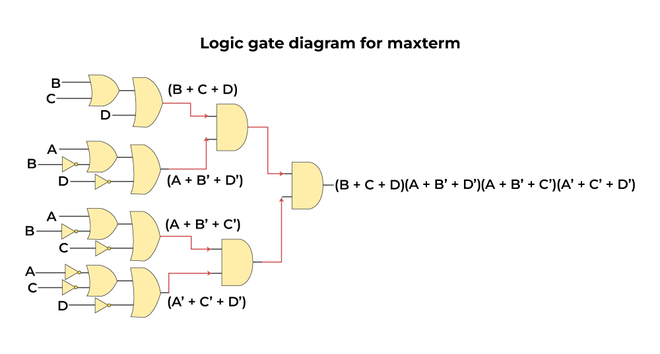 Logic gate diagram for maxterm
B
C
D
(B + C + D)
A
B
D
(A + B’ + D’)
(B + C + D)(A + B’ + D’)(A + B’ + C’)(A’ + C’ + D’)
A
B
C
(A + B’ + C’)
A
C
D
(A’ + C’ + D’)